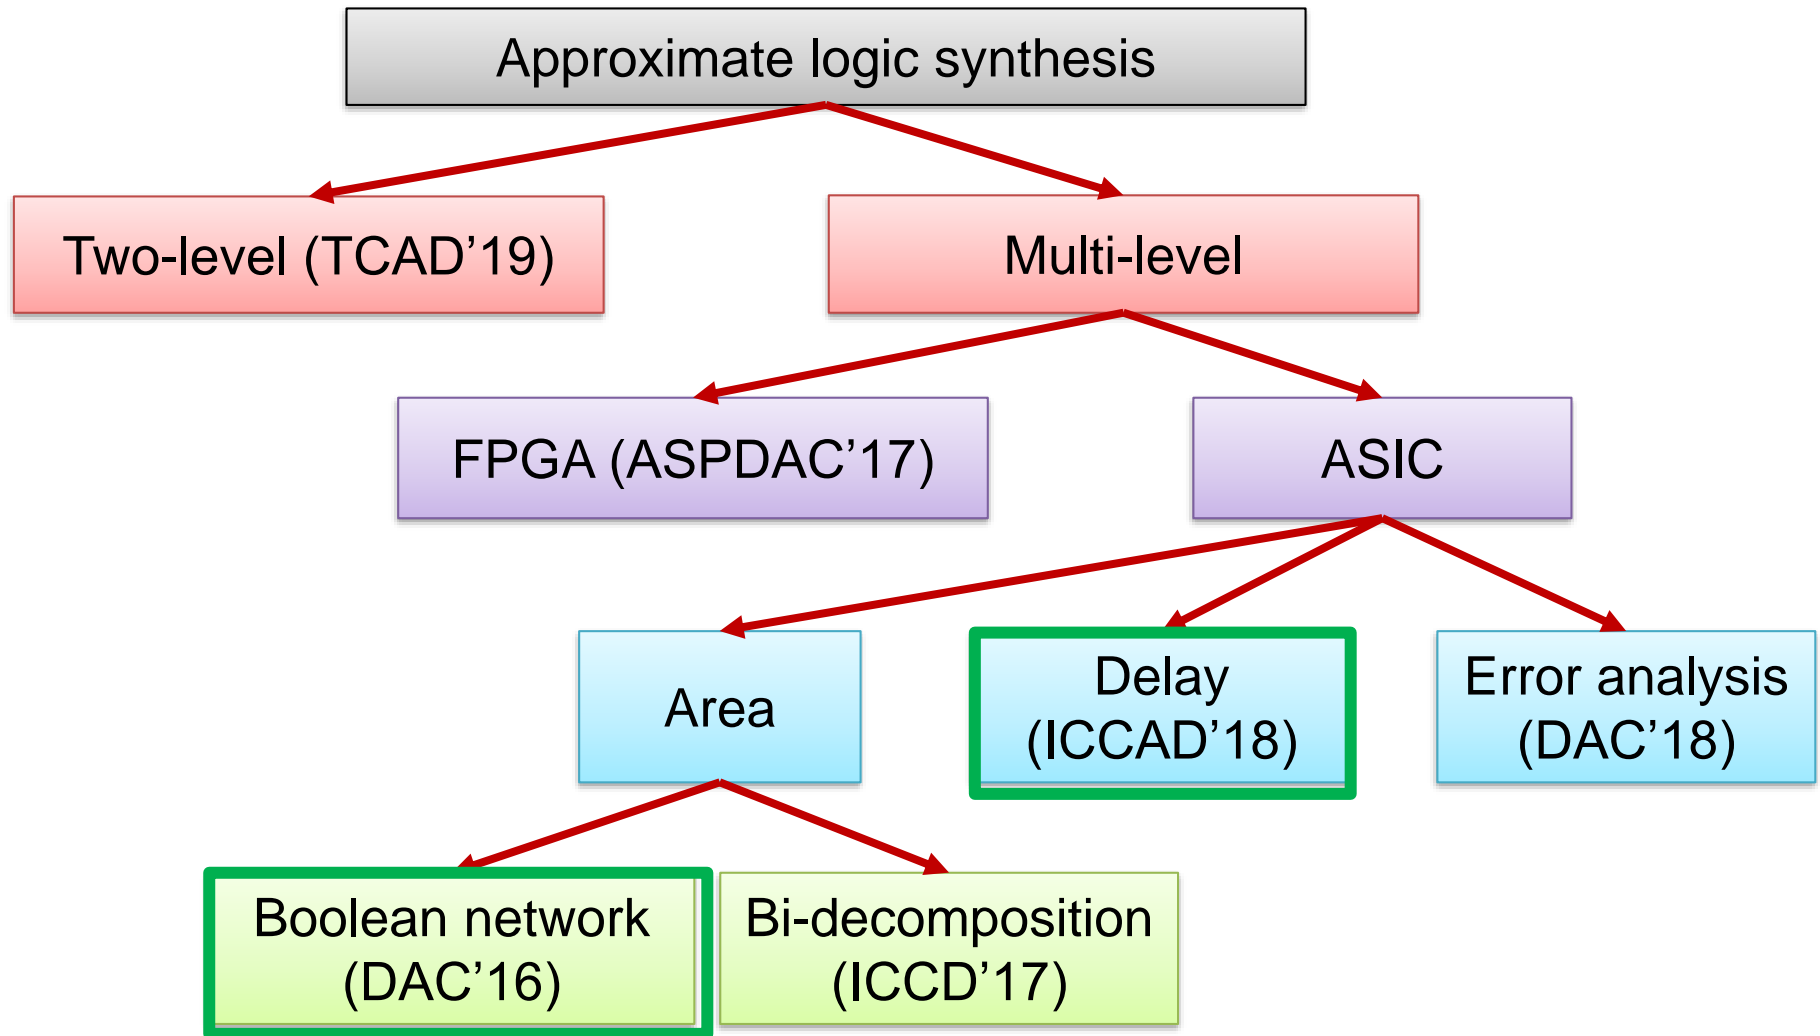 Approximate logic synthesis
Two-level (TCAD’19)
Multi-level
FPGA (ASPDAC’17)
ASIC
Area
Delay
(ICCAD’18)
Error analysis
(DAC’18)
Boolean network
(DAC’16)
Bi-decomposition
(ICCD’17)